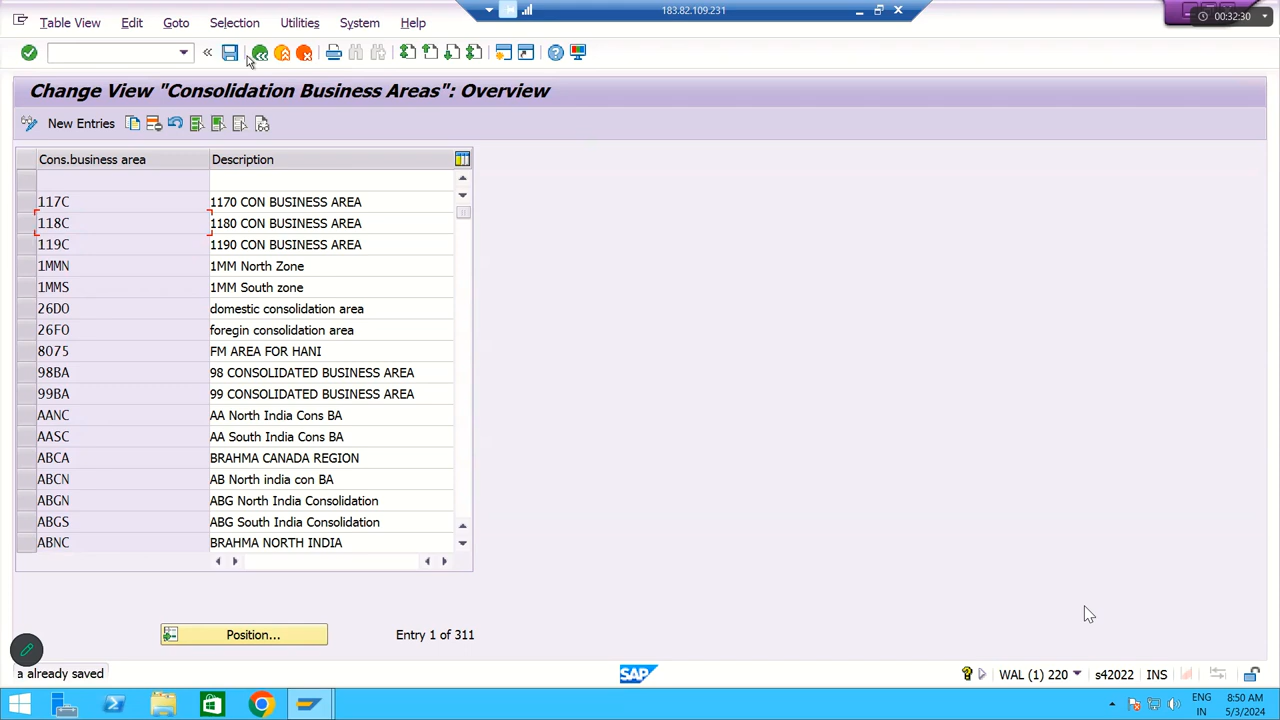 183.82.109.231
00:32:30
Table View Edit Goto Selection Utilities System Help
Change View "Consolidation Business Areas": Overview
New Entries
Cons.business area Description
117C 1170 CON BUSINESS AREA
118C 1180 CON BUSINESS AREA
119C 1190 CON BUSINESS AREA
1MMN 1MM North Zone
1MMS 1MM South zone
26DO domestic consolidation area
26FO foregin consolidation area
8075 FM AREA FOR HANI
98BA 98 CONSOLIDATED BUSINESS AREA
99BA 99 CONSOLIDATED BUSINESS AREA
AANC AA North India Cons BA
AASC AA South India Cons BA
ABCA BRAHMA CANADA REGION
ABCN AB North india con BA
ABGN ABG North India Consolidation
ABGS ABG South India Consolidation
ABNC BRAHMA NORTH INDIA
Position... Entry 1 of 311
a already saved SAP WAL (1) 220 s42022 INS
ENG 8:50 AM
IN 5/3/2024